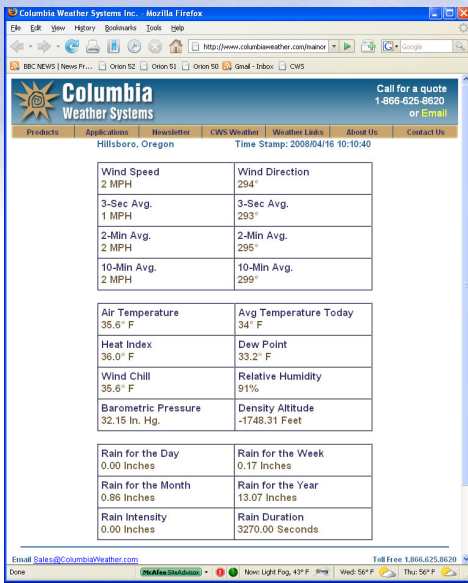 Columbia Weather Systems Inc. - Mozilla Firefox
File Edit View History Bookmarks Tools Help
http://www.columbiaweather.com/mainor
Google
BBC NEWS | News Fr... Orion 52 Orion 51 Orion 50 Gmail - Inbox CWS
Columbia
Weather Systems
Call for a quote
1-866-625-8620
or Email
Products Applications Newsletter CWS Weather Weather Links About Us Contact Us
Hillsboro, Oregon Time Stamp: 2008/04/16 10:10:40
Wind Speed Wind Direction
2 MPH 294°
3-Sec Avg. 3-Sec Avg.
1 MPH 293°
2-Min Avg. 2-Min Avg.
2 MPH 295°
10-Min Avg. 10-Min Avg.
2 MPH 299°
Air Temperature Avg Temperature Today
35.6° F 34° F
Heat Index Dew Point
36.0° F 33.2° F
Wind Chill Relative Humidity
35.6° F 91%
Barometric Pressure Density Altitude
32.15 In. Hg. -1748.31 Feet
Rain for the Day Rain for the Week
0.00 Inches 0.17 Inches
Rain for the Month Rain for the Year
0.86 Inches 13.07 Inches
Rain Intensity Rain Duration
0.00 Inches 3270.00 Seconds
Email Sales@ColumbiaWeather.com Toll Free 1.866.625.8620
Done McAfee SiteAdvisor Now: Light Fog, 43° F Wed: 56° F Thu: 56° F